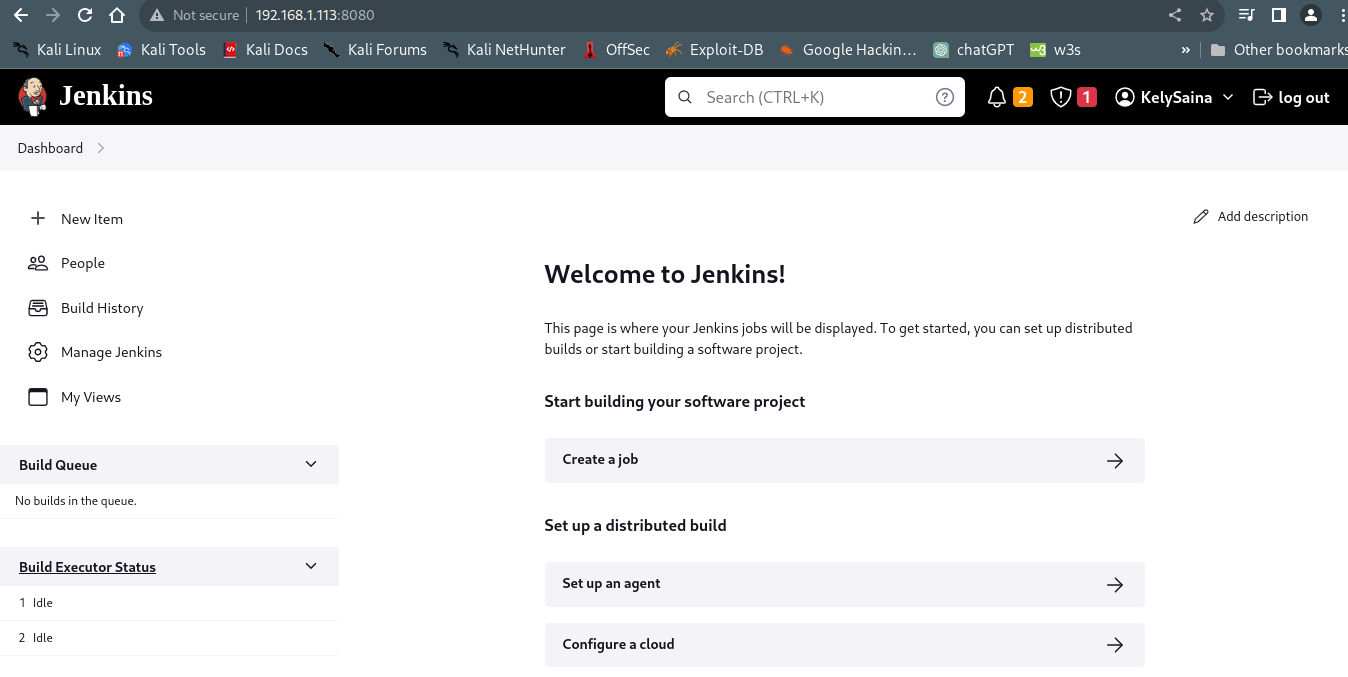 Not secure 192.168.1.113:8080
Kali Linux Kali Tools Kali Docs Kali Forums Kali NetHunter OffSec Exploit-DB Google Hackin… chatGPT w3s » Other bookmarks
Jenkins Search (CTRL+K) 2 1 KelySaina log out
Dashboard
New Item
Add description
People
Build History
Manage Jenkins
My Views
Build Queue
No builds in the queue.
Build Executor Status
1 Idle
2 Idle
Welcome to Jenkins!
This page is where your Jenkins jobs will be displayed. To get started, you can set up distributed
builds or start building a software project.
Start building your software project
Create a job
Set up a distributed build
Set up an agent
Configure a cloud